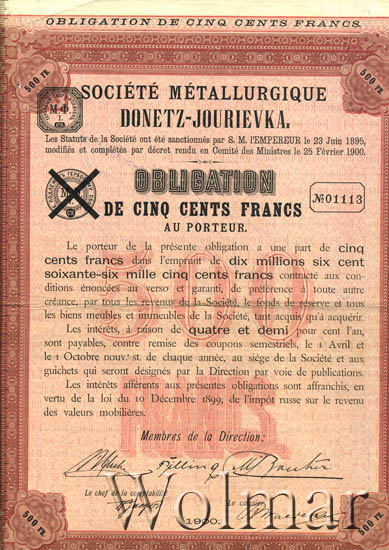 OBLIGATION DE CINQ CENTS FRANCS.
500 FR. 500 FR.
М.Ф.
SOCIÉTÉ MÉTALLURGIQUE
DONETZ-JOURIEVKA.
Les Statuts de la Société ont été sanctionnés par S. M. l'EMPEREUR le 23 Juin 1895,
modifiés et complétés par décret rendu en Comité des Ministres le 25 Février 1900.
OBLIGATION
DE CINQ CENTS FRANCS
AU PORTEUR.
№01113
Le porteur de la présente obligation a une part de cinq
cents francs dans l'emprunt de dix millions six cent
soixante-six mille cinq cents francs contracté aux con-
ditions énoncées au verso et garanti, de préférence à toute
autre créance, par tous les revenus de la Société, le fonds de réserve et tous
les biens meubles et immeubles de la Société, tant acquis qu'à acquérir.
Les intérêts, à raison de quatre et demi pour cent l'an,
sont payables, contre remise des coupons semestriels, le 1 Avril et
le 1 Octobre nouv. st. de chaque année, au siège de la Société et aux
guichets qui seront désignés par la Direction par voie de publications.
Les intérêts afférents aux présentes obligations sont affranchis, en
vertu de la loi du 10 Décembre 1899, de l'impôt russe sur le revenu
des valeurs mobilières.
500
FRANCS
Membres de la Direction:
Le chef de la comptabilité
Le caissier
1900.
500 FR. 500 FR.
Wolmar